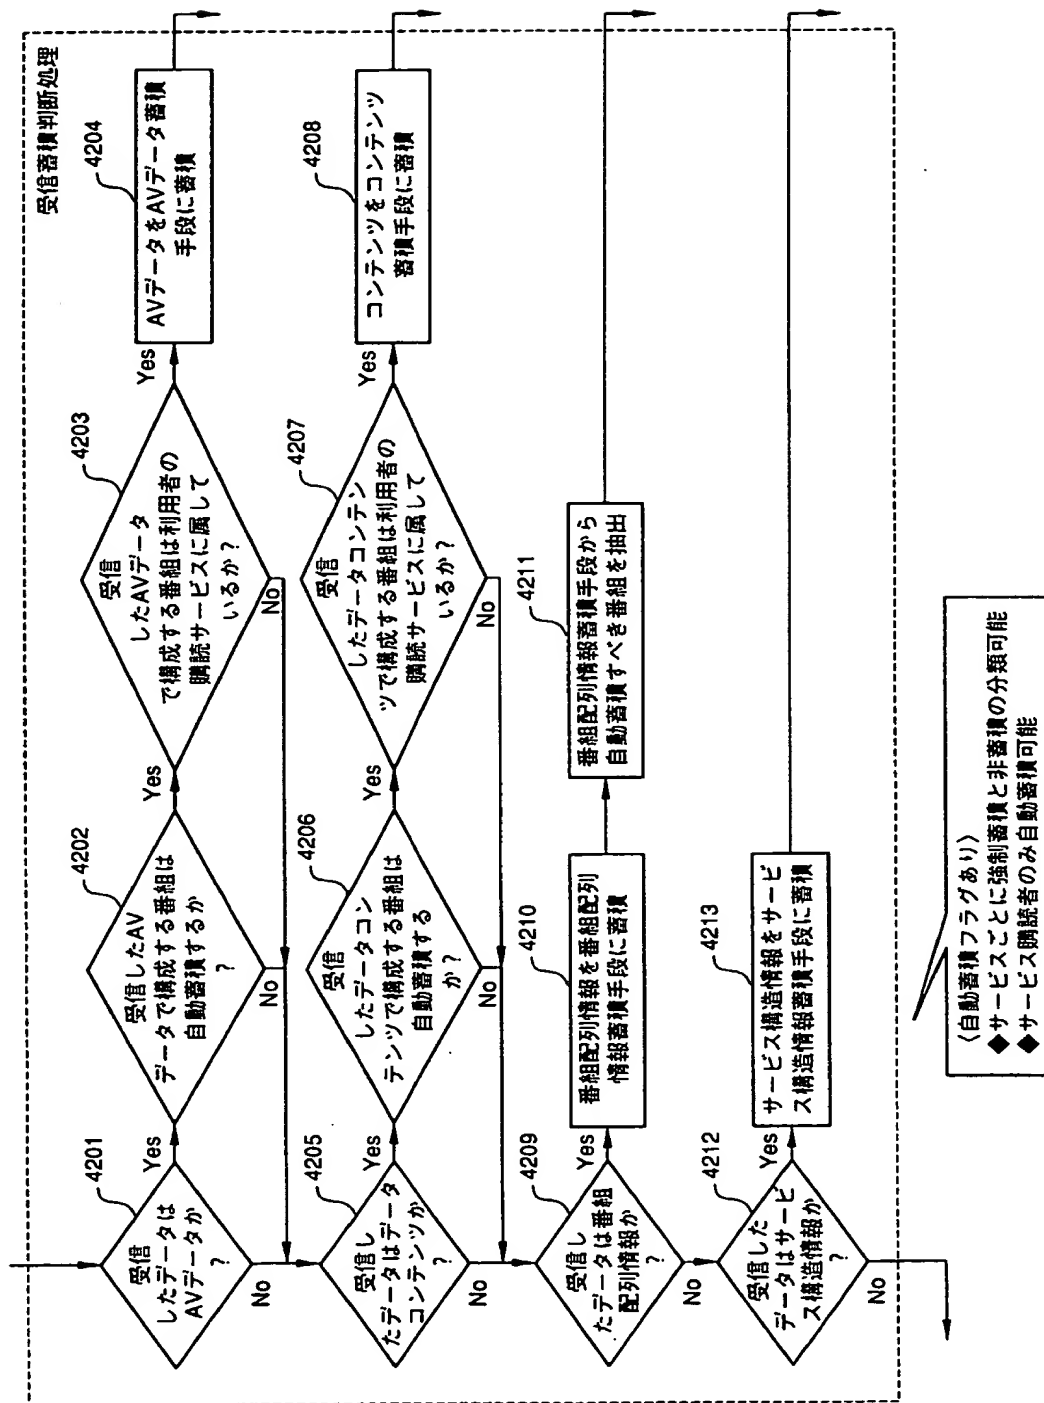 受信蓄積判断処理
4201
受信
したデータは
AVデータか
?
Yes
No
4202
受信したAV
データで構成する番組は
自動蓄積するか
?
Yes
No
4203
受信
したAVデータ
で構成する番組は利用者の
購読サービスに属して
いるか?
Yes
No
4204
AVデータをAVデータ蓄積
手段に蓄積
4205
受信し
たデータはデータ
コンテンツか
?
Yes
No
4206
受信
したデータコン
テンツで構成する番組は
自動蓄積する
か?
Yes
No
4207
受信
したデータコンテン
ツで構成する番組は利用者の
購読サービスに属して
いるか?
Yes
No
4208
コンテンツをコンテンツ
蓄積手段に蓄積
4209
受信し
たデータは番組
配列情報か
?
Yes
No
4210
番組配列情報を番組配列
情報蓄積手段に蓄積
4211
番組配列情報蓄積手段から
自動蓄積すべき番組を抽出
4212
受信した
データはサービ
ス構造情報か
?
Yes
No
4213
サービス構造情報をサービ
ス構造情報蓄積手段に蓄積
〈自動蓄積フラグあり〉
◆サービスごとに強制蓄積と非蓄積の分類可能
◆サービス購読者のみ自動蓄積可能